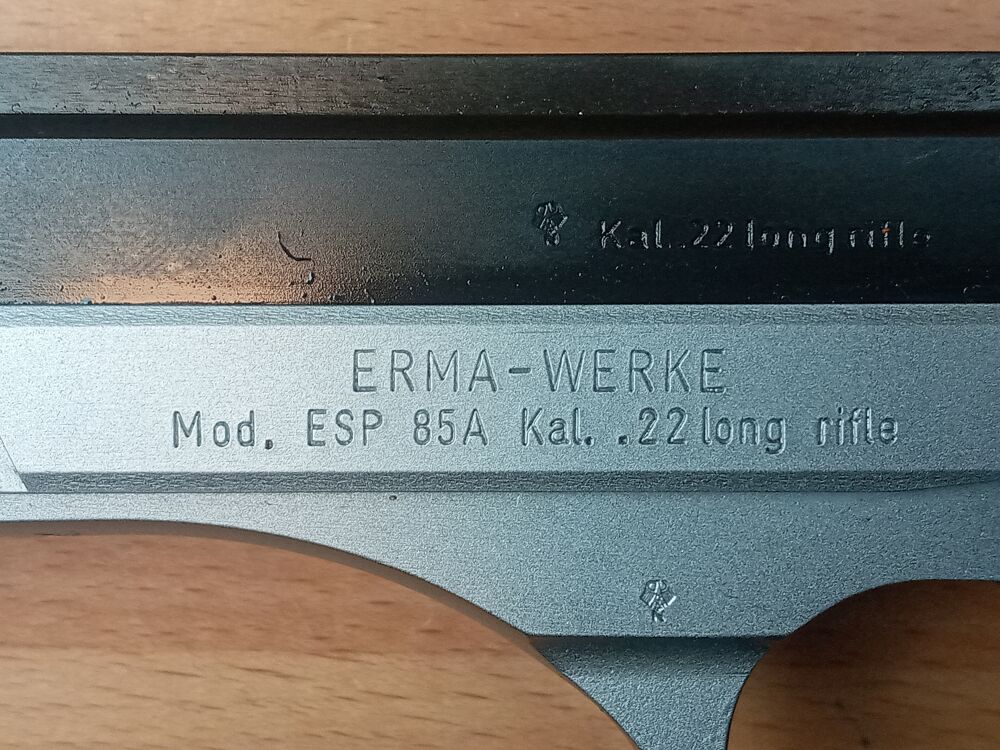 Kal. .22 long rifle
ERMA-WERKE
Mod. ESP 85A Kal. .22 long rifle